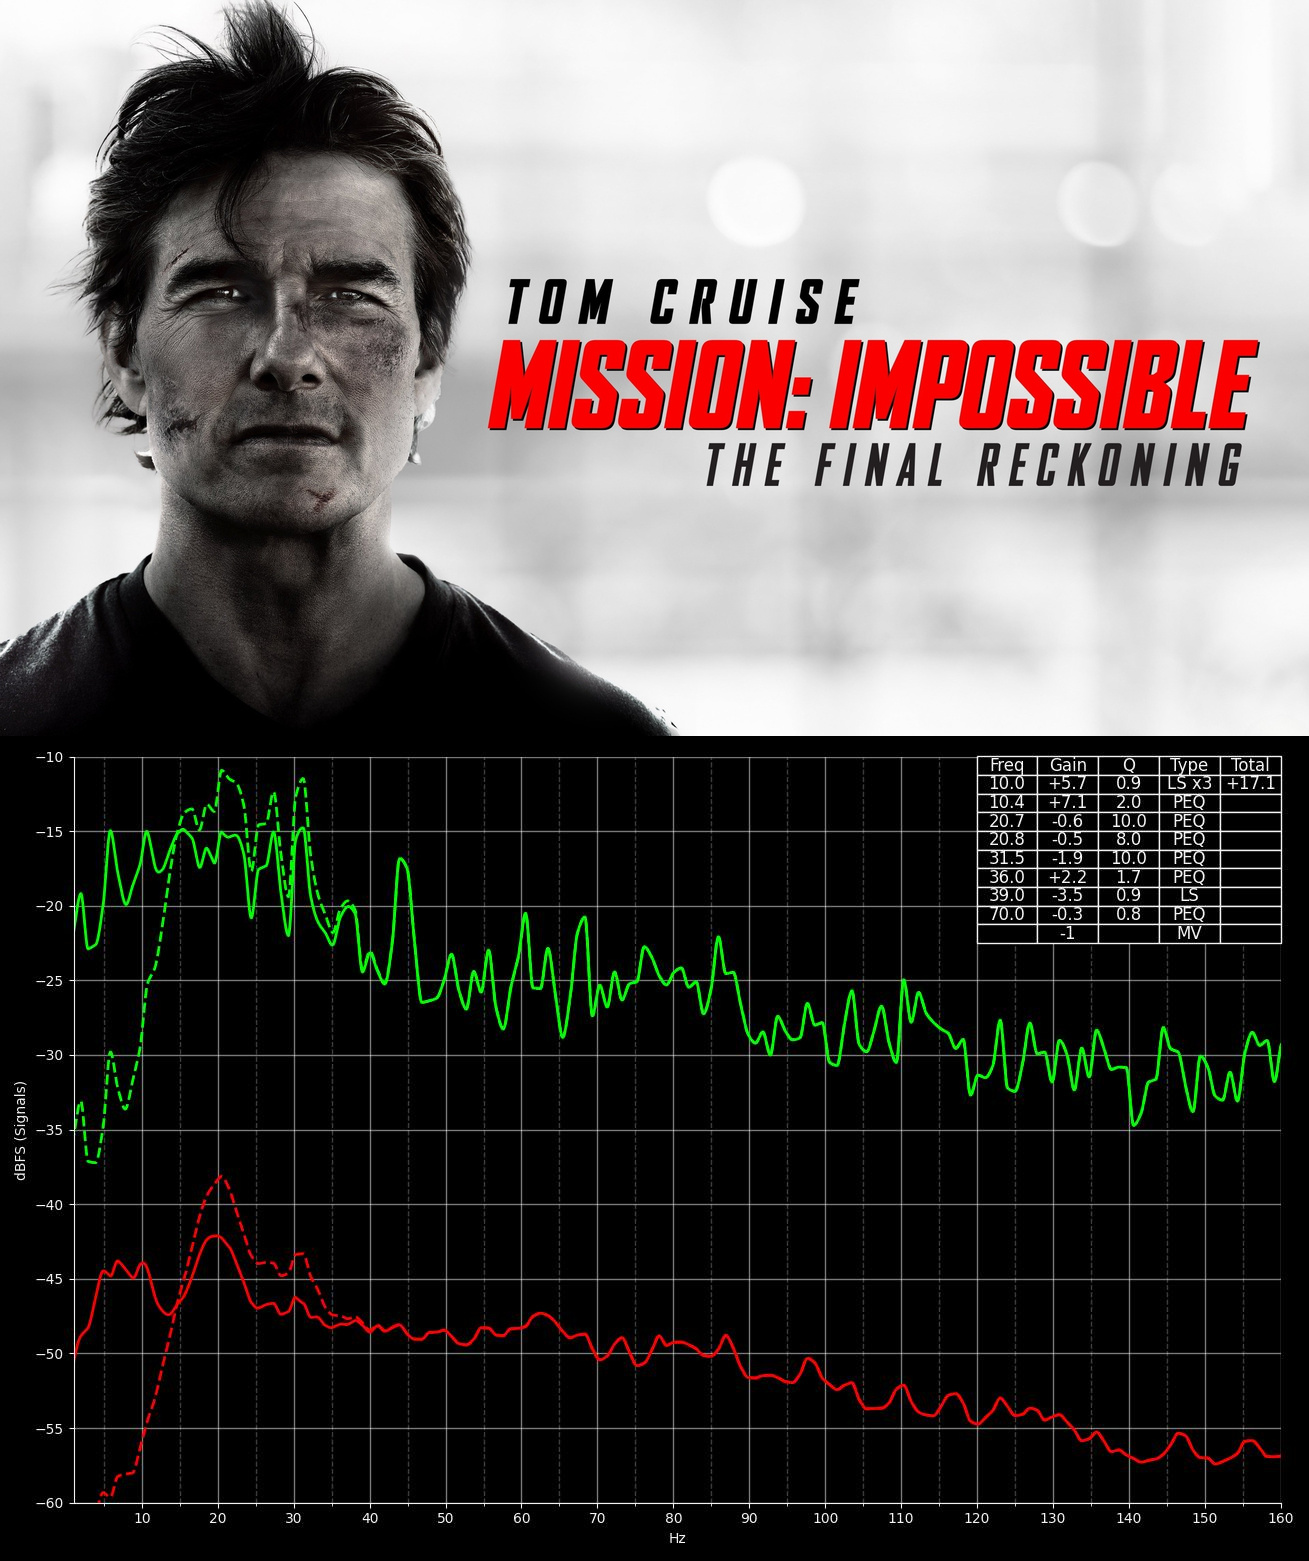 TOM CRUISE
MISSION: IMPOSSIBLE
THE FINAL RECKONING
Freq Gain Q Type Total
10.0 +5.7 0.9 LS x3 +17.1
10.4 +7.1 2.0 PEQ
20.7 -0.6 10.0 PEQ
20.8 -0.5 8.0 PEQ
31.5 -1.9 10.0 PEQ
36.0 +2.2 1.7 PEQ
39.0 -3.5 0.9 LS
70.0 -0.3 0.8 PEQ
-1 MV
dBFS (Signals)
−10
−15
−20
−25
−30
−35
−40
−45
−50
−55
−60
10 20 30 40 50 60 70 80 90 100 110 120 130 140 150 160
Hz